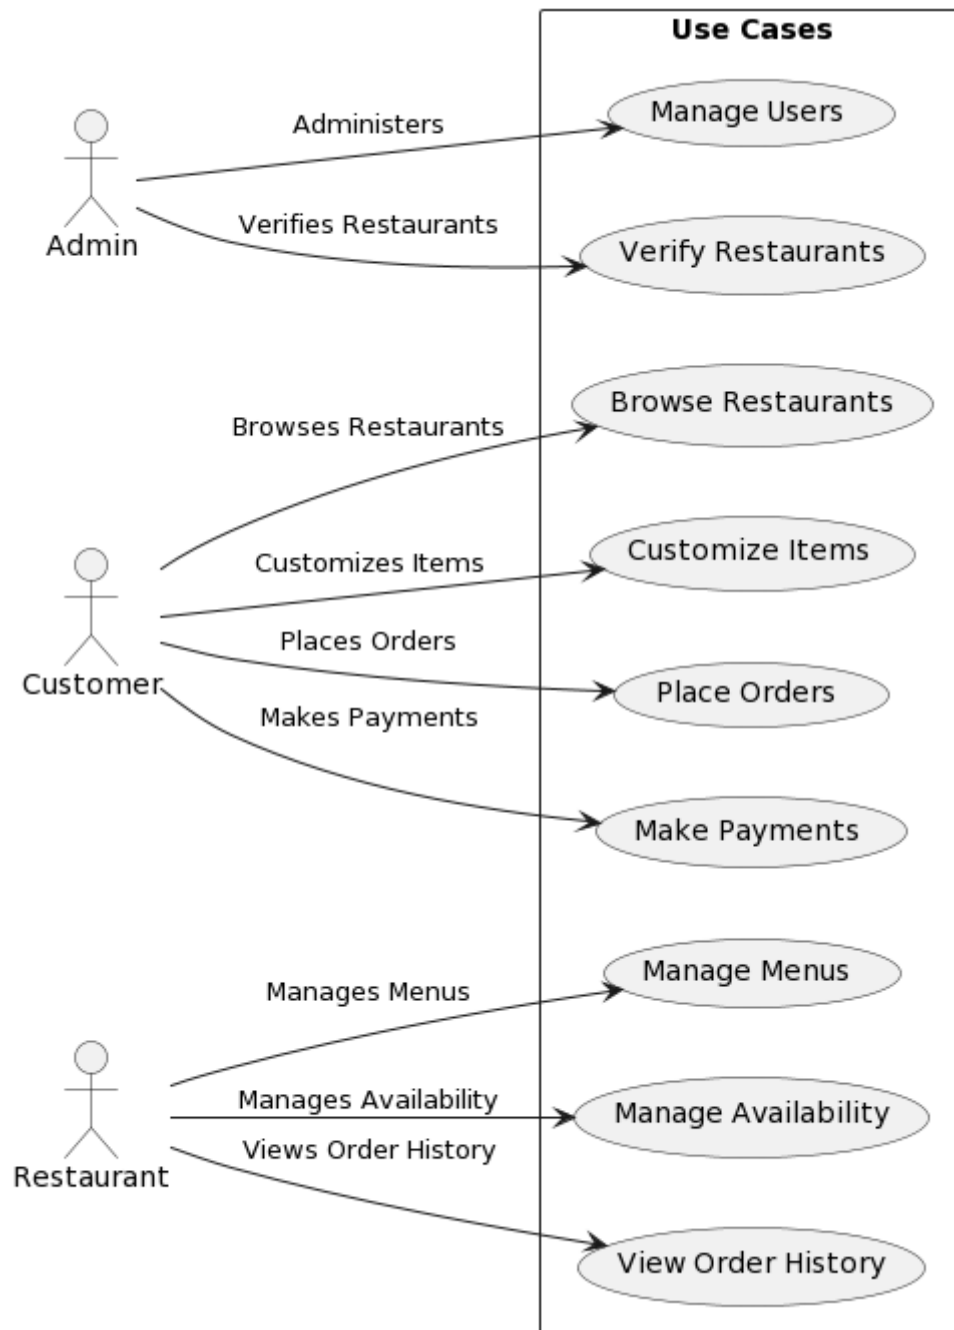 Use Cases
Administers
Manage Users
Admin
Verifies Restaurants
Verify Restaurants
Browses Restaurants
Browse Restaurants
Customizes Items
Customize Items
Customer
Places Orders
Place Orders
Makes Payments
Make Payments
Manages Menus
Manage Menus
Manages Availability
Manage Availability
Restaurant
Views Order History
View Order History